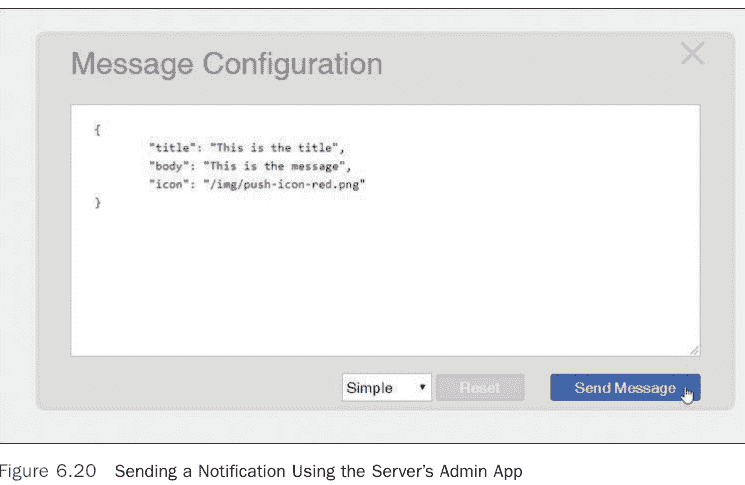 Message Configuration
{
"title": "This is the title",
"body": "This is the message",
"icon": "/img/push-icon-red.png"
}
Simple Reset Send Message
Figure 6.20 Sending a Notification Using the Server's Admin App